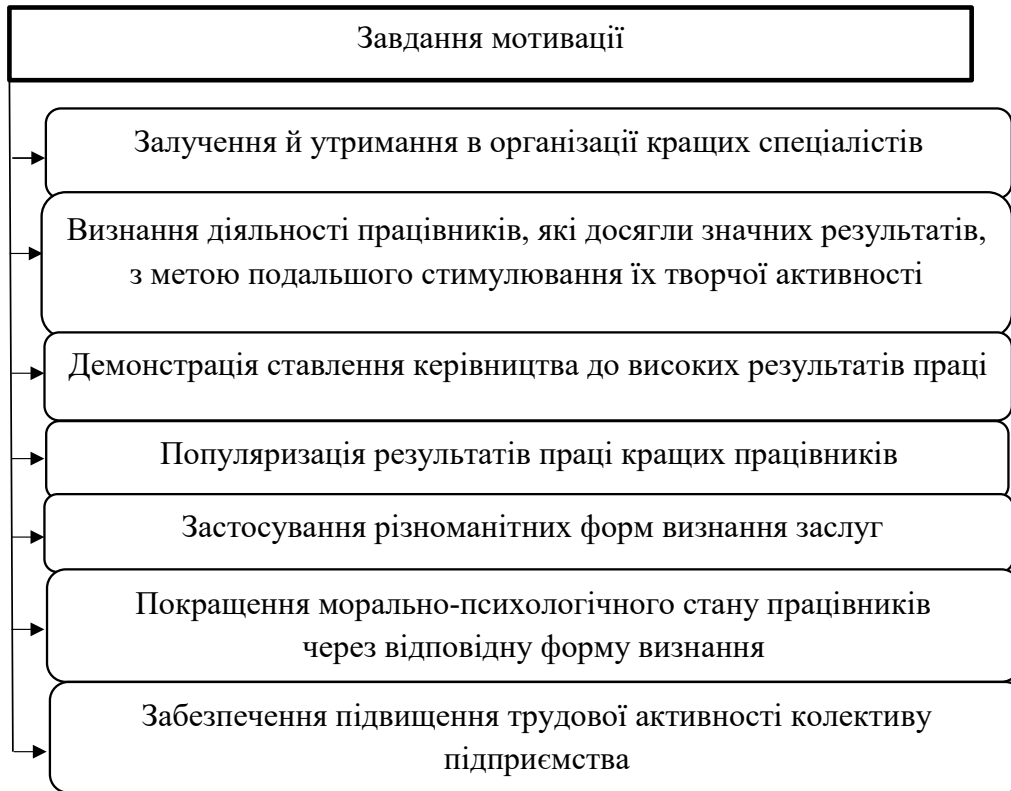 Завдання мотивації
Залучення й утримання в організації кращих спеціалістів
Визнання діяльності працівників, які досягли значних результатів,
з метою подальшого стимулювання їх творчої активності
Демонстрація ставлення керівництва до високих результатів праці
Популяризація результатів праці кращих працівників
Застосування різноманітних форм визнання заслуг
Покращення морально-психологічного стану працівників
через відповідну форму визнання
Забезпечення підвищення трудової активності колективу
підприємства